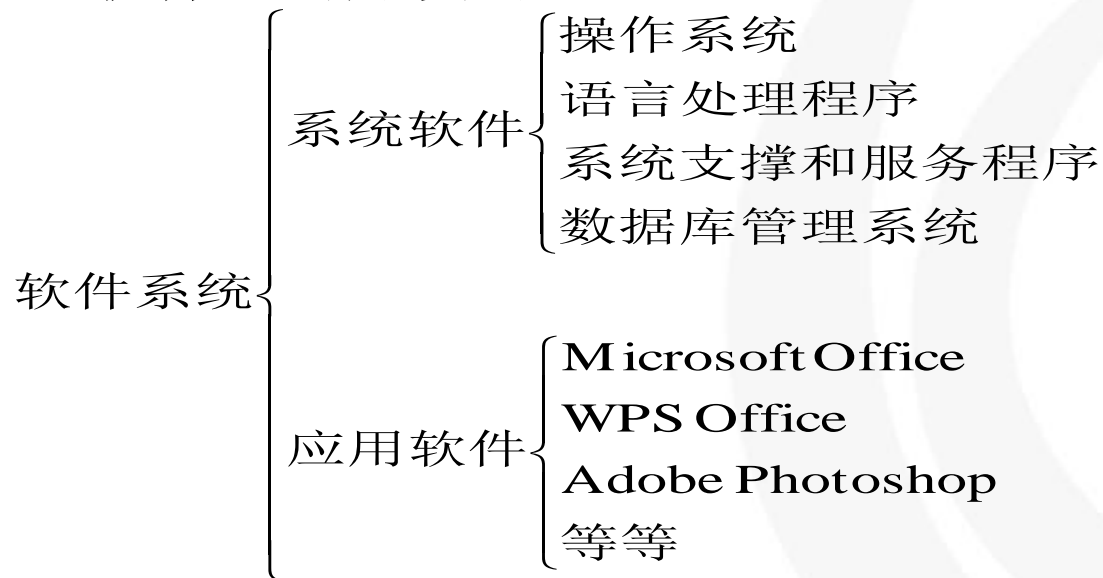 软件系统
系统软件
操作系统
语言处理程序
系统支撑和服务程序
数据库管理系统
应用软件
Microsoft Office
WPS Office
Adobe Photoshop
等等